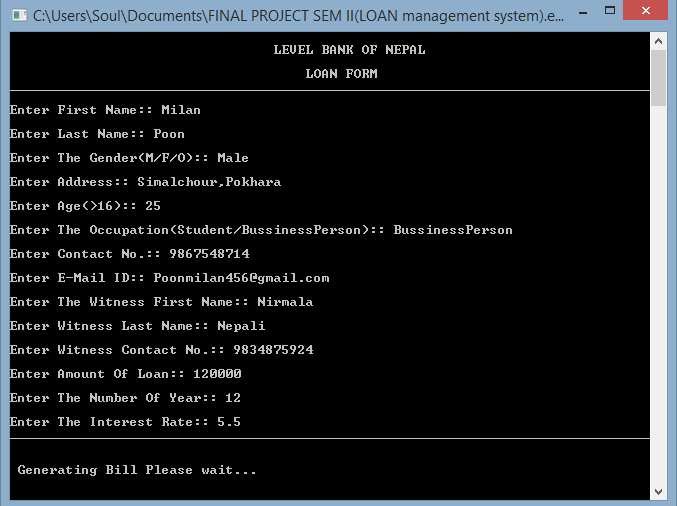 C:\Users\Soul\Documents\FINAL PROJECT SEM II(LOAN management system).e...
LEVEL BANK OF NEPAL
LOAN FORM
Enter First Name:: Milan
Enter Last Name:: Poon
Enter The Gender(M/F/O):: Male
Enter Address:: Simalchour,Pokhara
Enter Age(>16):: 25
Enter The Occupation(Student/BussinessPerson):: BussinessPerson
Enter Contact No.:: 9867548714
Enter E-Mail ID:: Poonmilan456@gmail.com
Enter The Witness First Name:: Nirmala
Enter Witness Last Name:: Nepali
Enter Witness Contact No.:: 9834875924
Enter Amount Of Loan:: 120000
Enter The Number Of Year:: 12
Enter The Interest Rate:: 5.5
Generating Bill Please wait...